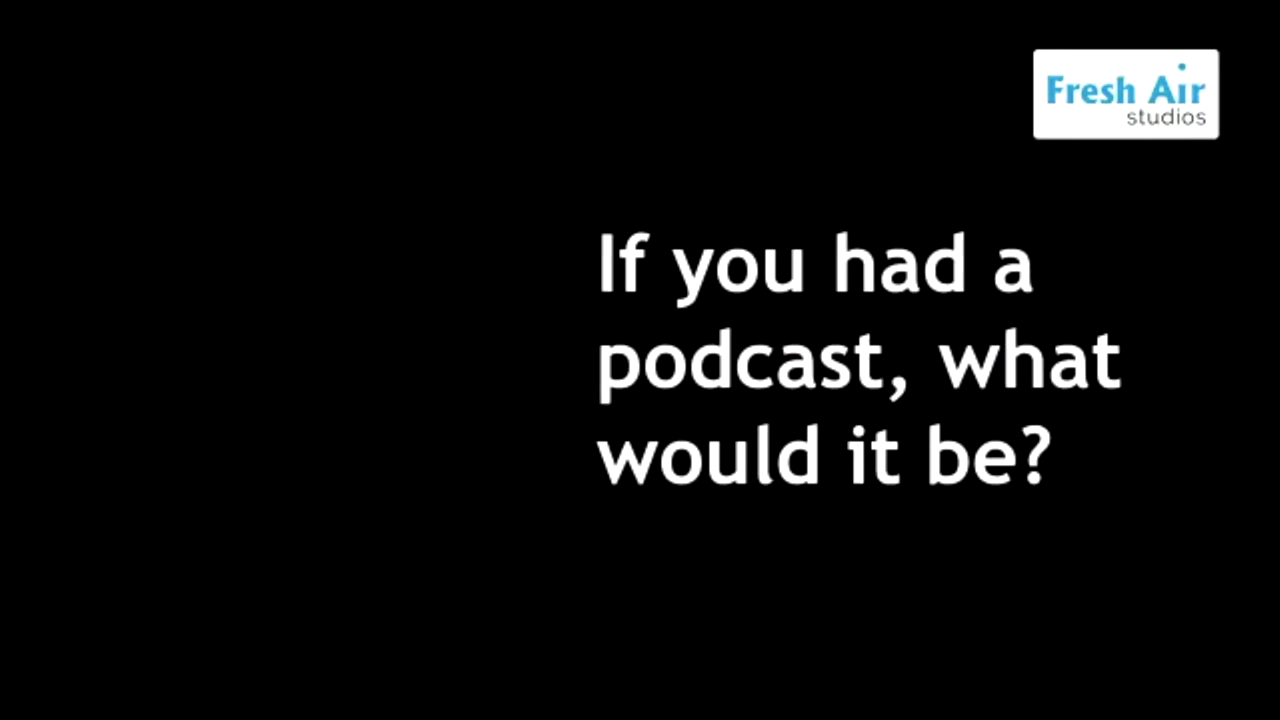 Fresh Air
studios
If you had a
podcast, what
would it be?